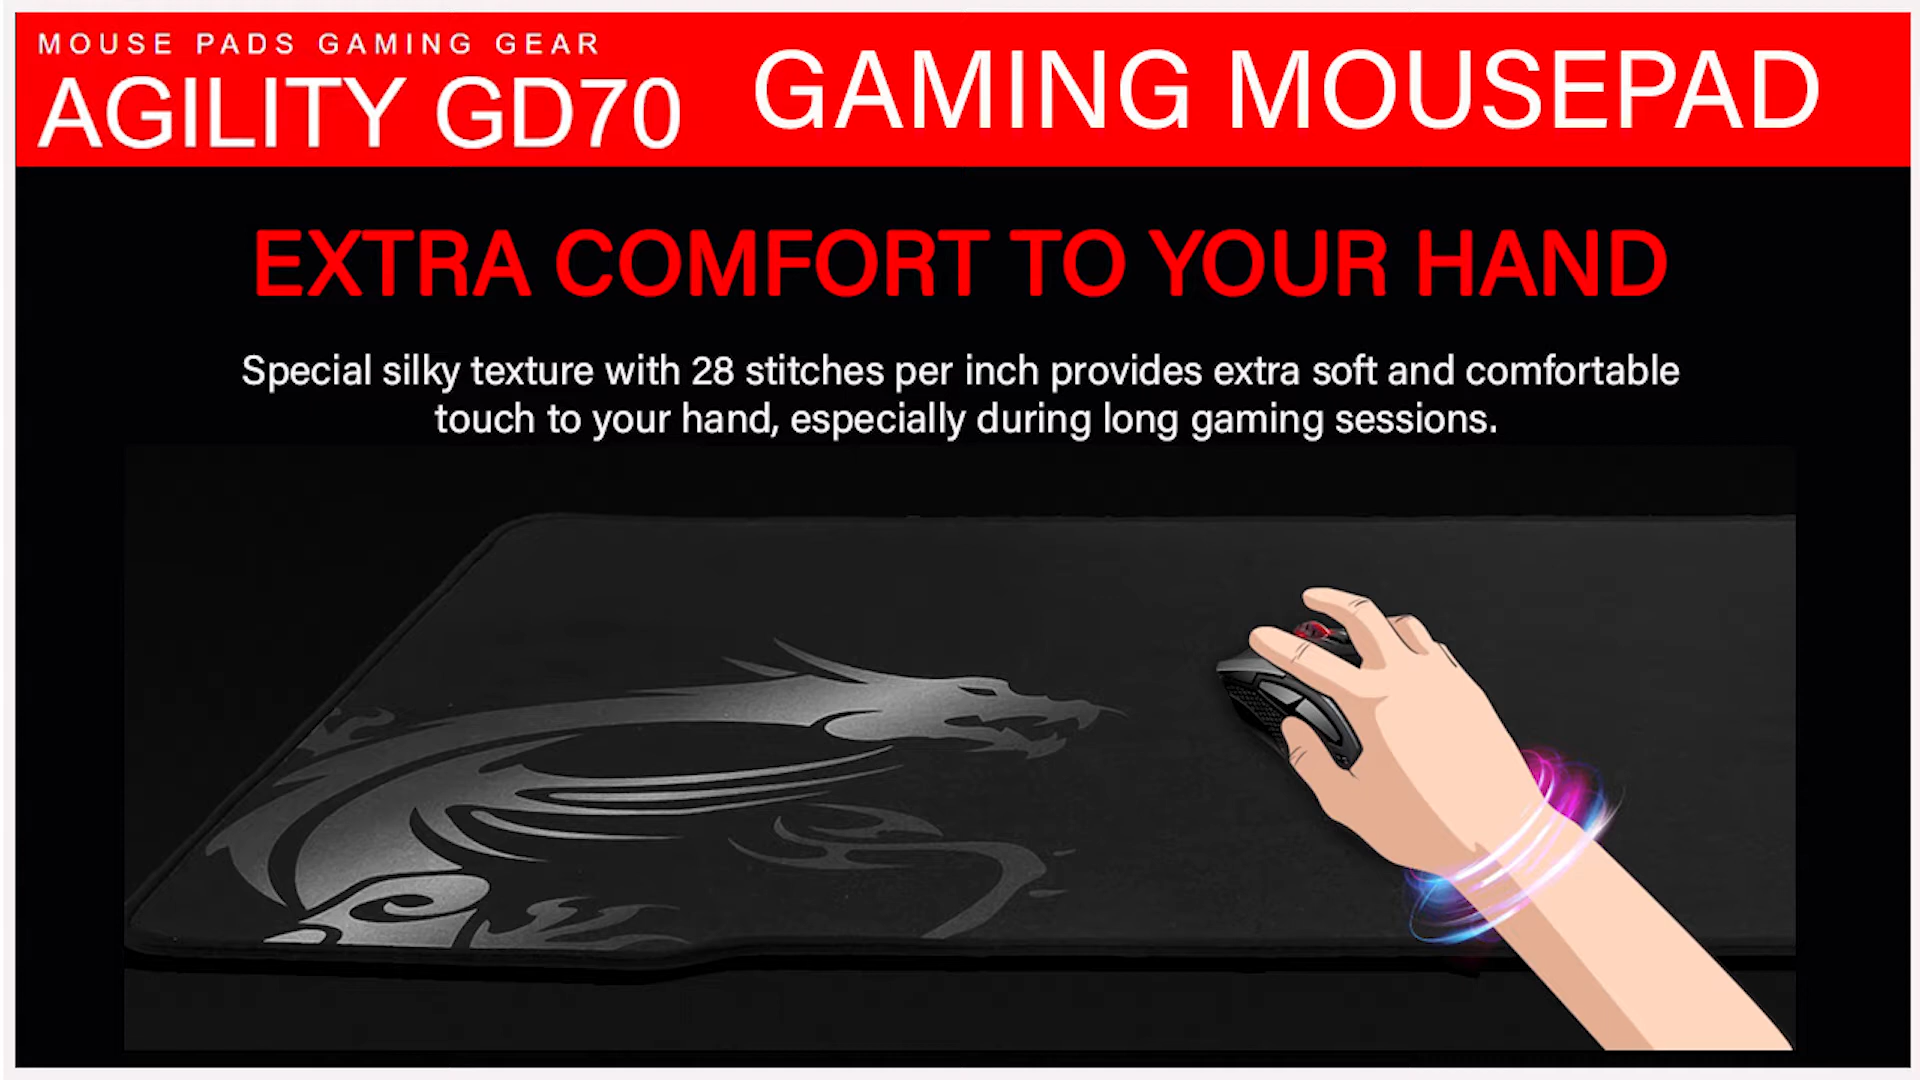 MOUSE PADS GAMING GEAR
AGILITY GD70
GAMING MOUSEPAD
EXTRA COMFORT TO YOUR HAND
Special silky texture with 28 stitches per inch provides extra soft and comfortable
touch to your hand, especially during long gaming sessions.